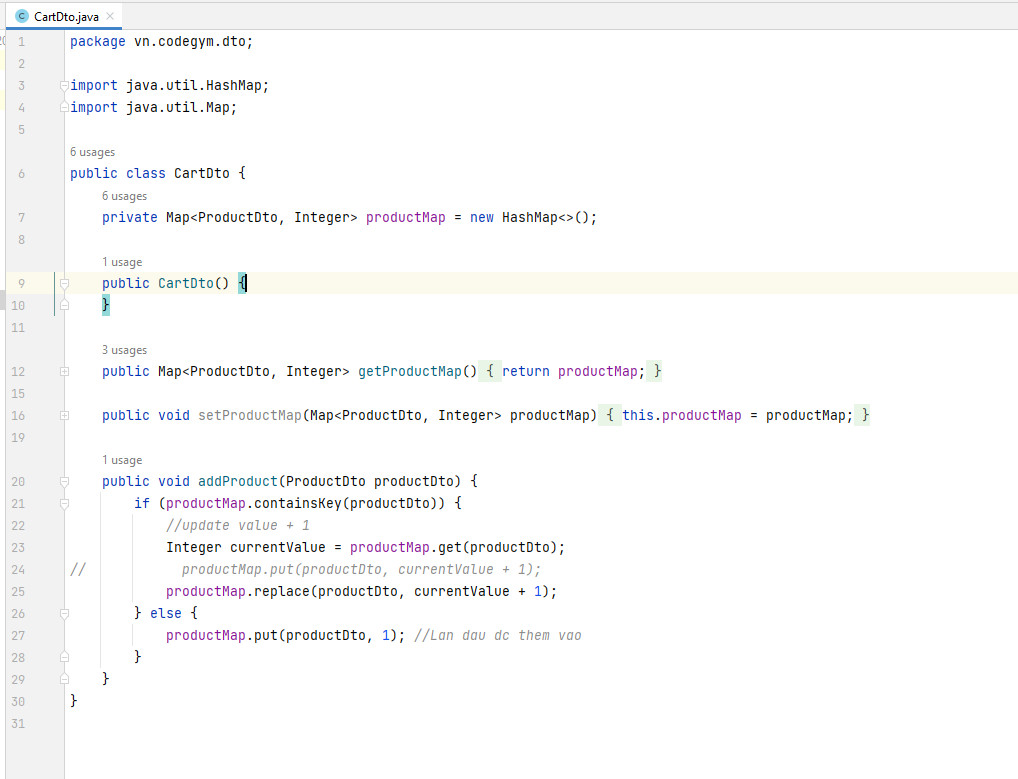 CartDto.java
1 package vn.codegym.dto;
2
3 import java.util.HashMap;
4 import java.util.Map;
5
6 usages
6 public class CartDto {
6 usages
7 private Map<ProductDto, Integer> productMap = new HashMap<>();
8
1 usage
9 public CartDto() {
10 }
11
3 usages
12 public Map<ProductDto, Integer> getProductMap() { return productMap; }
15
16 public void setProductMap(Map<ProductDto, Integer> productMap) { this.productMap = productMap; }
19
1 usage
20 public void addProduct(ProductDto productDto) {
21 if (productMap.containsKey(productDto)) {
22 //update value + 1
23 Integer currentValue = productMap.get(productDto);
24 // productMap.put(productDto, currentValue + 1);
25 productMap.replace(productDto, currentValue + 1);
26 } else {
27 productMap.put(productDto, 1); //Lan dau dc them vao
28 }
29 }
30 }
31